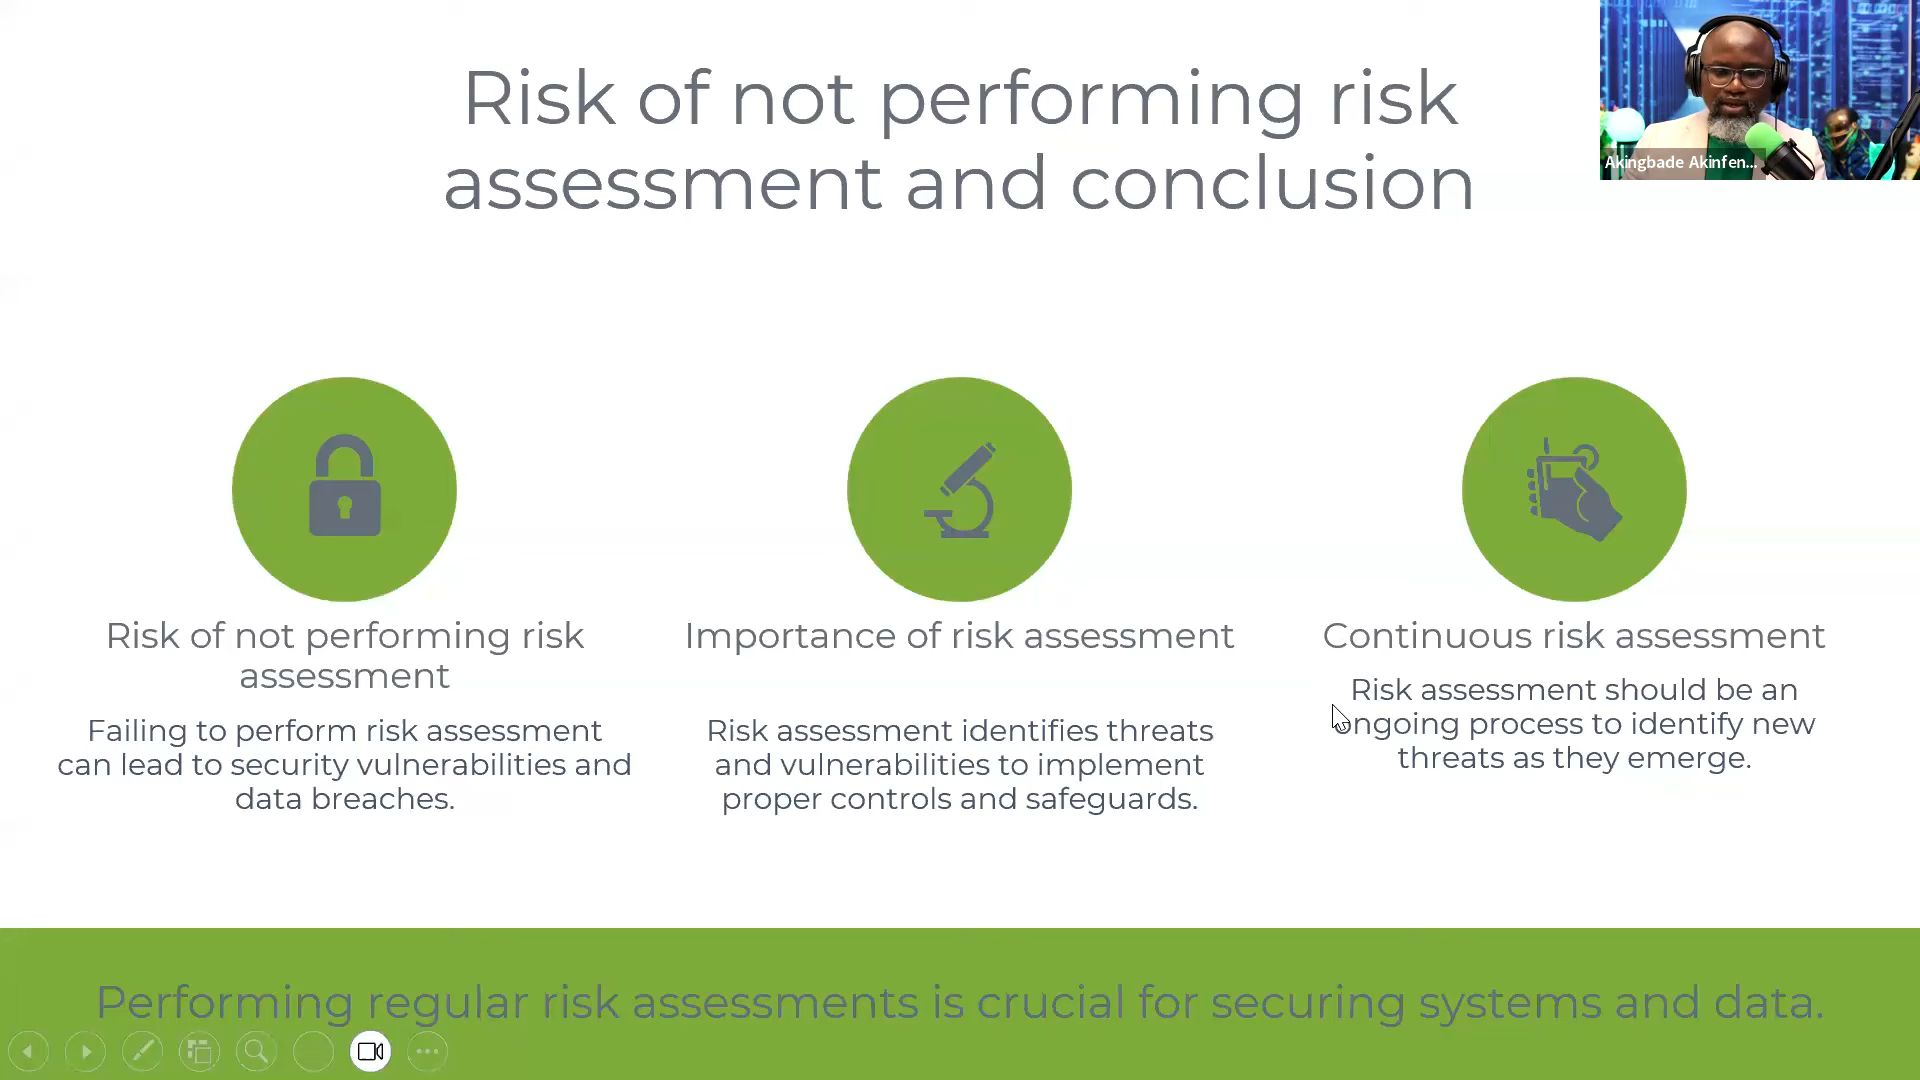 Risk of not performing risk
assessment and conclusion
Akingbade Akinfen...
Risk of not performing risk
assessment
Failing to perform risk assessment
can lead to security vulnerabilities and
data breaches.
Importance of risk assessment
Risk assessment identifies threats
and vulnerabilities to implement
proper controls and safeguards.
Continuous risk assessment
Risk assessment should be an
ongoing process to identify new
threats as they emerge.
Performing regular risk assessments is crucial for securing systems and data.